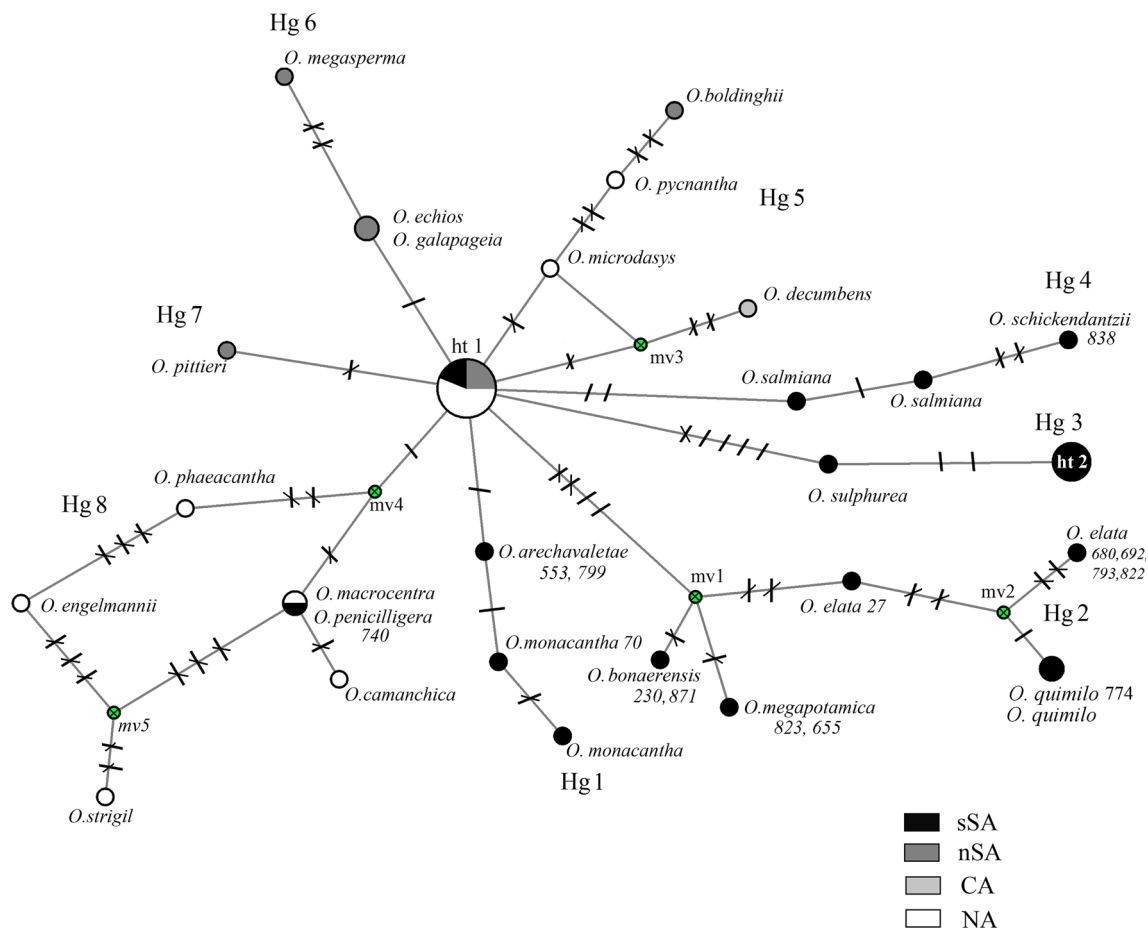 Hg 6
O. megasperma
O. boldinghii
O. pycnantha
Hg 5
O. echios
O. galapageia
O. microdasys
Hg 7
O. pittieri
ht 1
mv3
O. decumbens
Hg 4
O. schickendantzii
838
O. salmiana
O. salmiana
Hg 3
ht 2
O. sulphurea
O. phaeacantha
mv4
Hg 8
O. engelmannii
O. macrocentra
O. penicilligera
740
O. camanchica
mv5
O. strigil
O. arechavaletae
553, 799
O. monacantha 70
O. monacantha
Hg 1
mv1
O. bonaerensis
230, 871
O. megapotamica
823, 655
O. elata 27
mv2
O. elata
680,692,
793,822
Hg 2
O. quimilo 774
O. quimilo
sSA
nSA
CA
NA